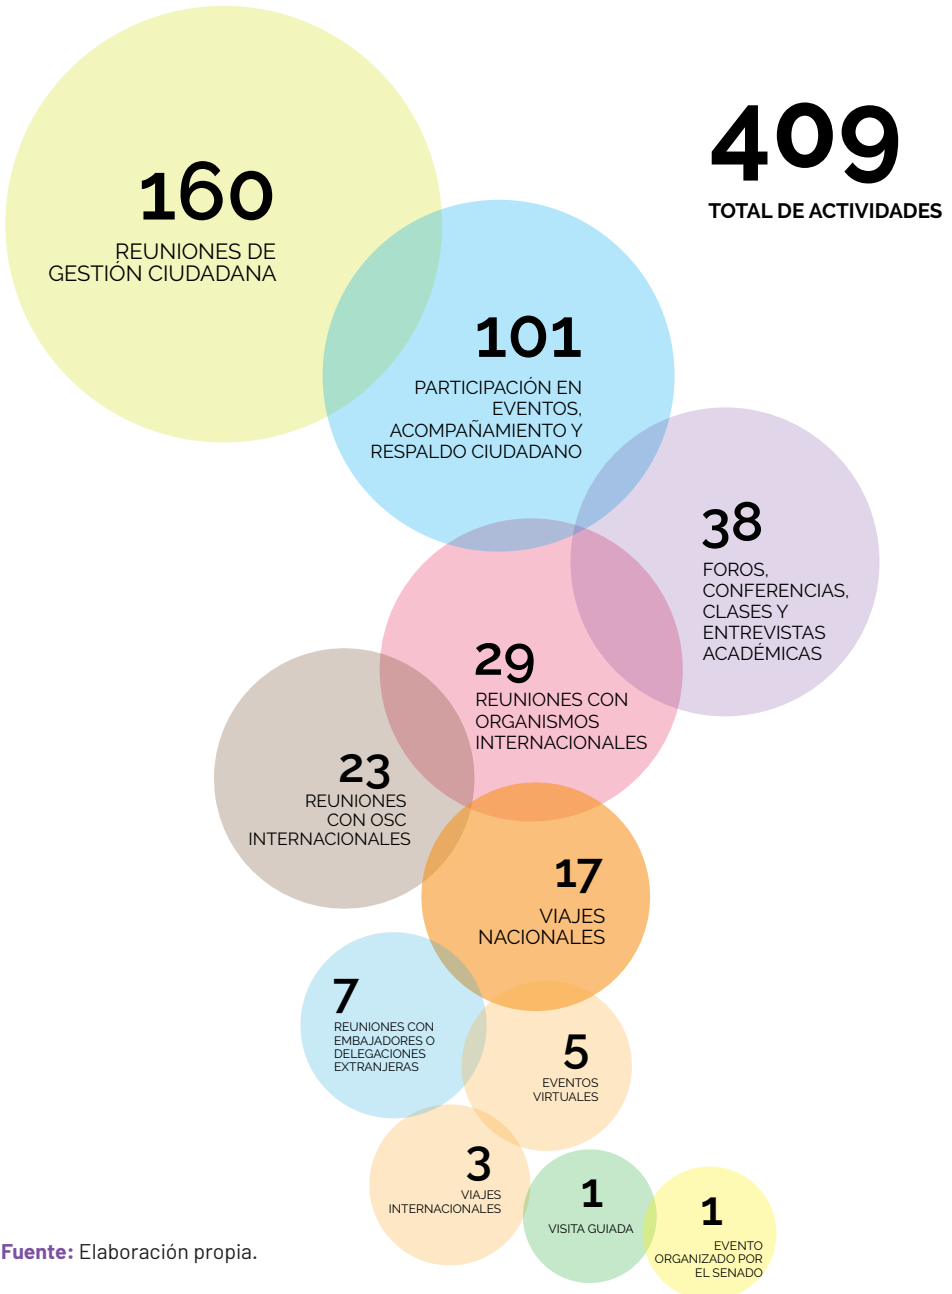 409
TOTAL DE ACTIVIDADES
160
REUNIONES DE
GESTIÓN CIUDADANA
101
PARTICIPACIÓN EN
EVENTOS,
ACOMPAÑAMIENTO Y
RESPALDO CIUDADANO
38
FOROS,
CONFERENCIAS,
CLASES Y
ENTREVISTAS
ACADÉMICAS
29
REUNIONES CON
ORGANISMOS
INTERNACIONALES
23
REUNIONES
CON OSC
INTERNACIONALES
17
VIAJES
NACIONALES
7
REUNIONES CON
EMBAJADORES O
DELEGACIONES
EXTRANJERAS
5
EVENTOS
VIRTUALES
3
VIAJES
INTERNACIONALES
1
VISITA GUIADA
1
EVENTO
ORGANIZADO POR
EL SENADO
Fuente: Elaboración propia.